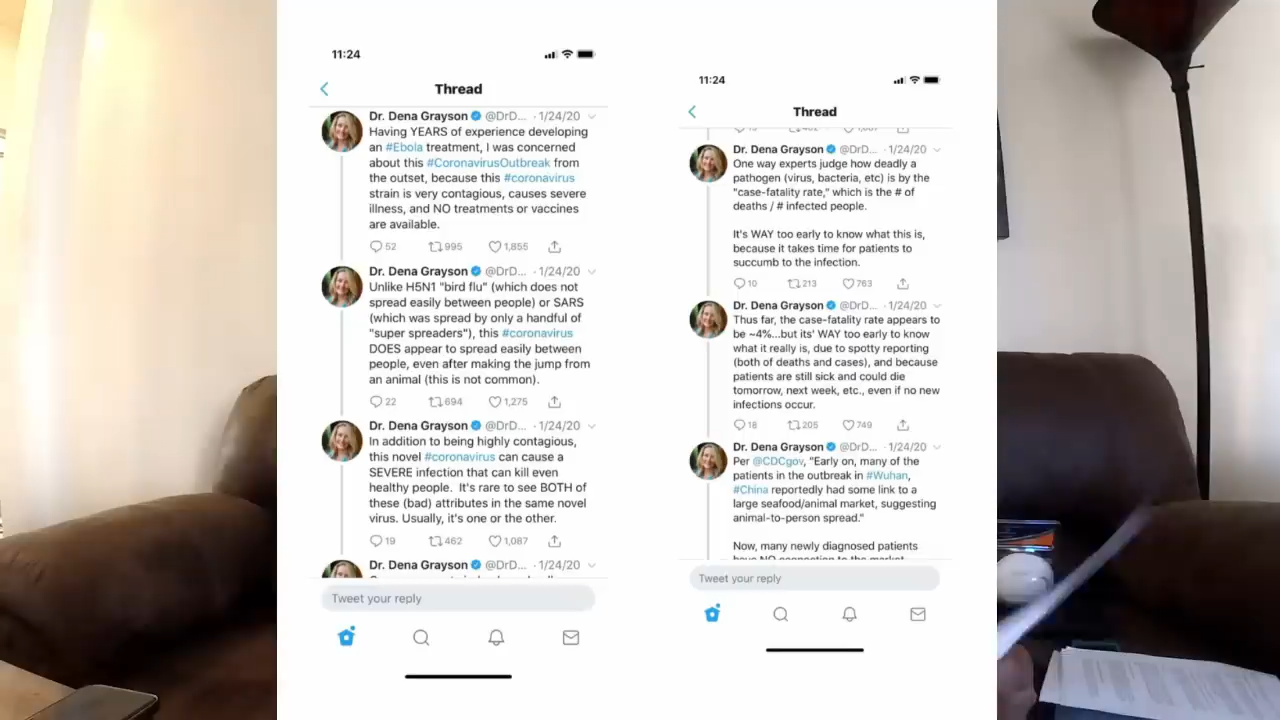 11:24
Thread
Dr. Dena Grayson @DrD... · 1/24/20
Having YEARS of experience developing
an #Ebola treatment, I was concerned
about this #CoronavirusOutbreak from
the outset, because this #coronavirus
strain is very contagious, causes severe
illness, and NO treatments or vaccines
are available.
52 995 1,855
Dr. Dena Grayson @DrD... · 1/24/20
Unlike H5N1 "bird flu" (which does not
spread easily between people) or SARS
(which was spread by only a handful of
"super spreaders"), this #coronavirus
DOES appear to spread easily between
people, even after making the jump from
an animal (this is not common).
22 694 1,275
Dr. Dena Grayson @DrD... · 1/24/20
In addition to being highly contagious,
this novel #coronavirus can cause a
SEVERE infection that can kill even
healthy people. It's rare to see BOTH of
these (bad) attributes in the same novel
virus. Usually, it's one or the other.
19 462 1,087
Dr. Dena Grayson @DrD... · 1/24/20
Tweet your reply
11:24
Thread
Dr. Dena Grayson @DrD... · 1/24/20
One way experts judge how deadly a
pathogen (virus, bacteria, etc) is by the
"case-fatality rate," which is the # of
deaths / # infected people.
It's WAY too early to know what this is,
because it takes time for patients to
succumb to the infection.
10 213 763
Dr. Dena Grayson @DrD... · 1/24/20
Thus far, the case-fatality rate appears to
be ~4%...but its' WAY too early to know
what it really is, due to spotty reporting
(both of deaths and cases), and because
patients are still sick and could die
tomorrow, next week, etc., even if no new
infections occur.
18 205 749
Dr. Dena Grayson @DrD... · 1/24/20
Per @CDCgov, "Early on, many of the
patients in the outbreak in #Wuhan,
#China reportedly had some link to a
large seafood/animal market, suggesting
animal-to-person spread."
Now, many newly diagnosed patients
have NO connection to the market
Tweet your reply